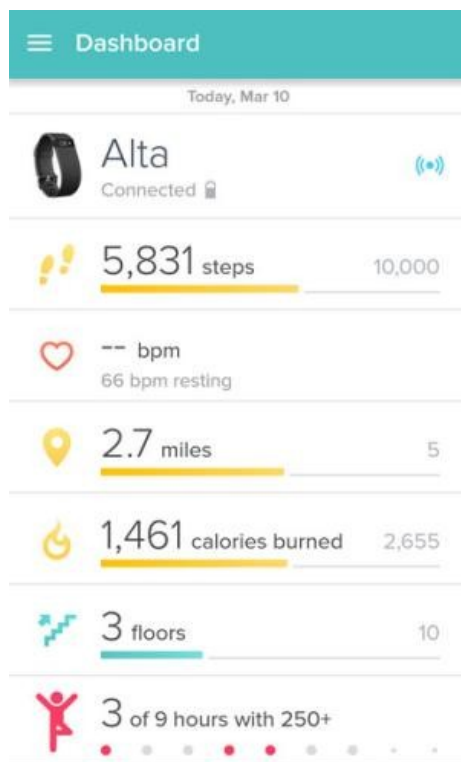 Dashboard
Today, Mar 10
Alta
Connected
5,831 steps 10,000
-- bpm
66 bpm resting
2.7 miles 5
1,461 calories burned 2,655
3 floors 10
3 of 9 hours with 250+